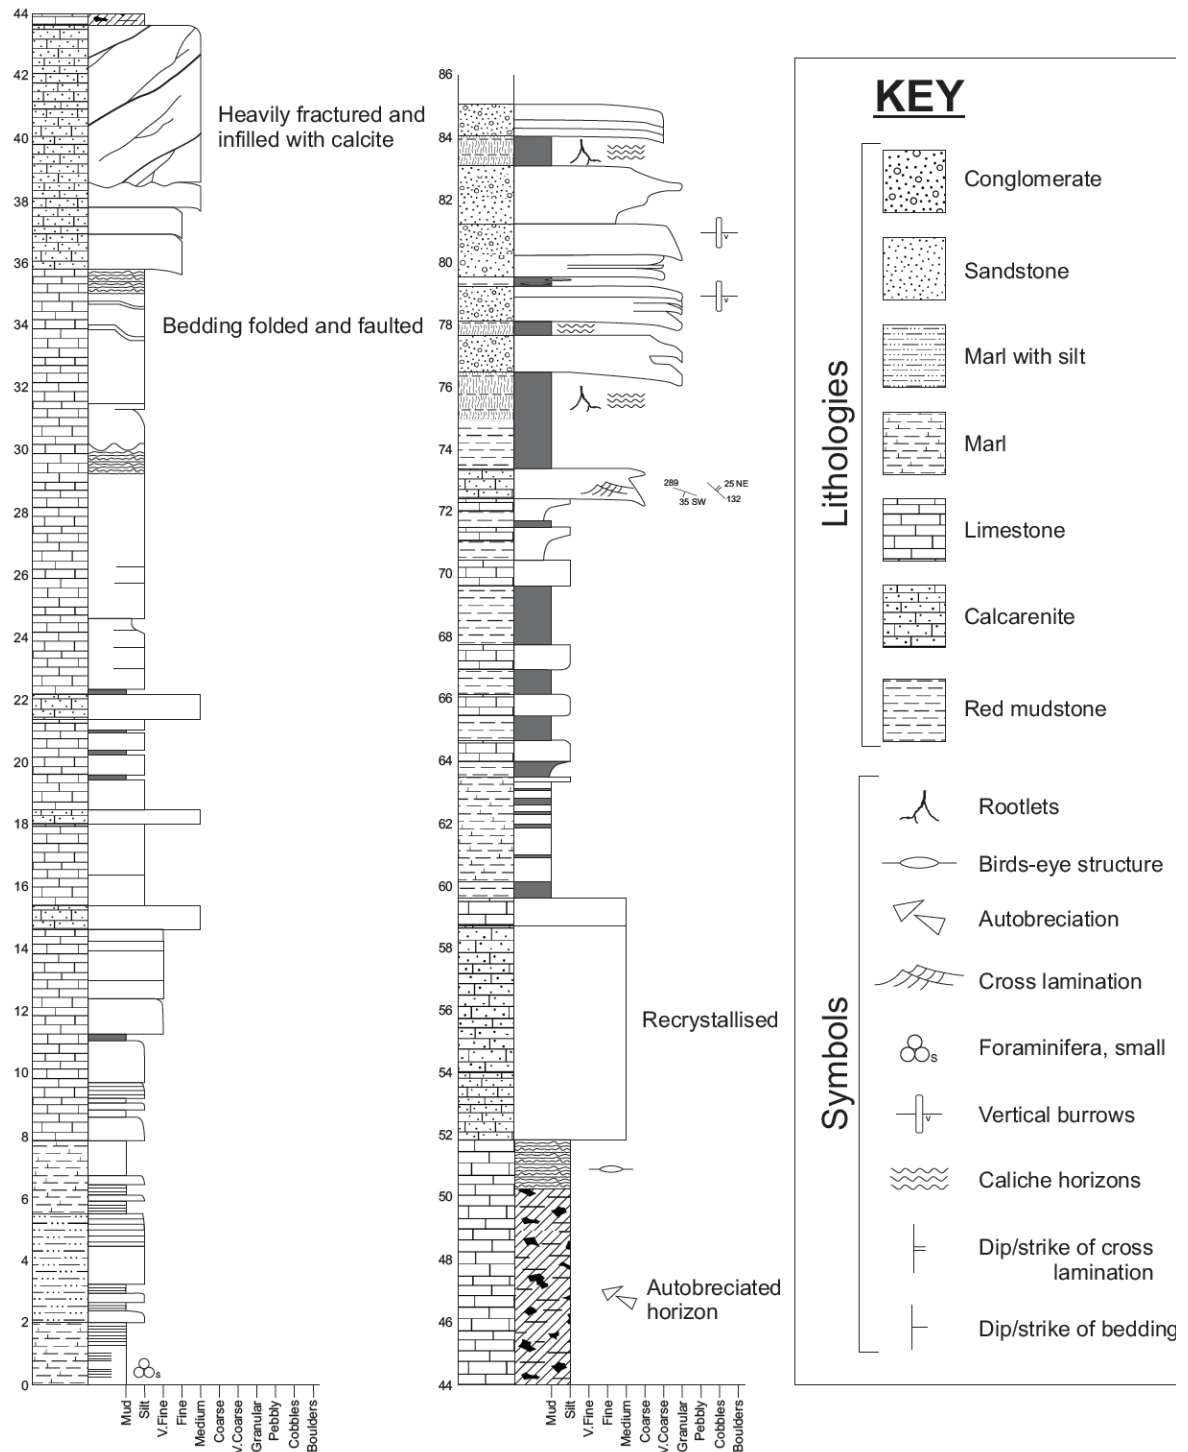 44
42
40
38
36
34
32
30
28
26
24
22
20
18
16
14
12
10
8
6
4
2
0
Heavily fractured and
infilled with calcite
Bedding folded and faulted
s
Mud
Silt
V.Fine
Fine
Medium
Coarse
V.Coarse
Granular
Pebbly
Cobbles
Boulders
86
84
82
80
78
76
74
72
70
68
66
64
62
60
58
56
54
52
50
48
46
44
v
v
289
35 SW
25 NE
132
Recrystallised
Autobreciated
horizon
Mud
Silt
V.Fine
Fine
Medium
Coarse
V.Coarse
Granular
Pebbly
Cobbles
Boulders
KEY
Lithologies
Conglomerate
Sandstone
Marl with silt
Marl
Limestone
Calcarenite
Red mudstone
Symbols
Rootlets
Birds-eye structure
Autobreciation
Cross lamination
s
Foraminifera, small
v
Vertical burrows
Caliche horizons
Dip/strike of cross
lamination
Dip/strike of bedding